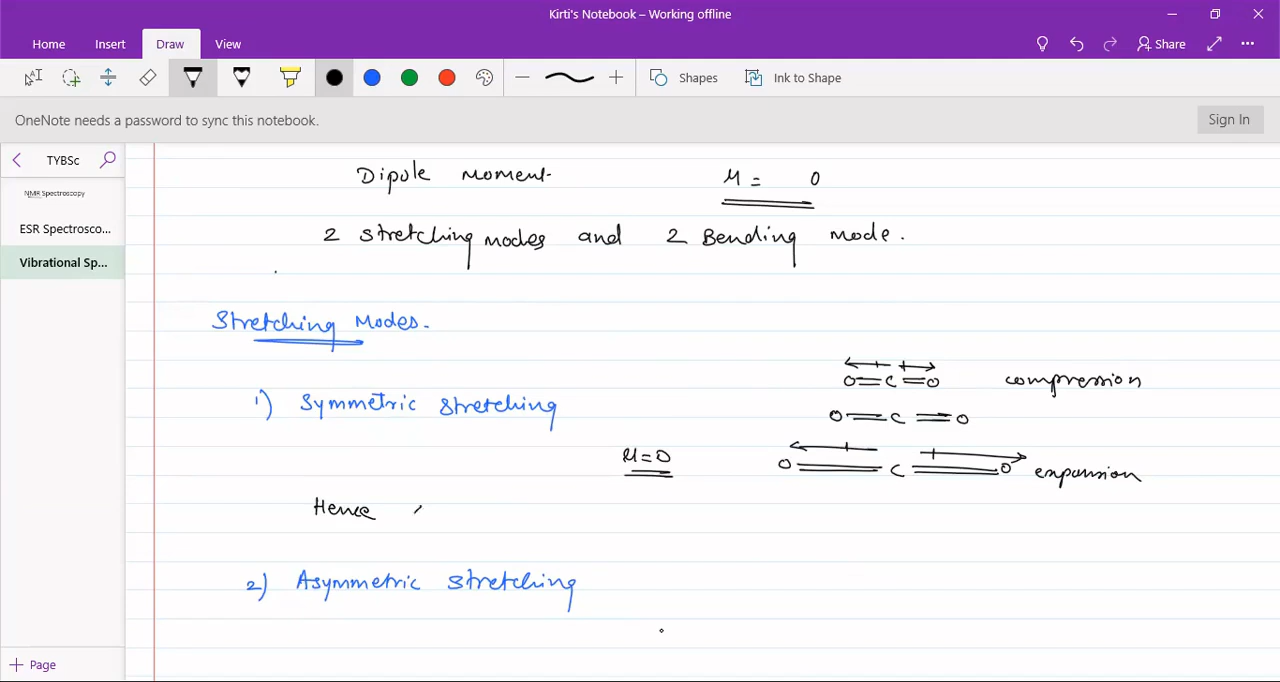 Kirti's Notebook – Working offline
Home Insert Draw View Share
Shapes Ink to Shape
OneNote needs a password to sync this notebook. Sign In
TYBSc
NMR Spectroscopy
ESR Spectrosco...
Vibrational Sp...
Page
Dipole moment. M = 0
2 stretching modes and 2 Bending mode.
Stretching Modes.
O=C=O compression
1) Symmetric stretching
O=C=O
M=0
O=C=O expansion
Hence
2) Asymmetric stretching